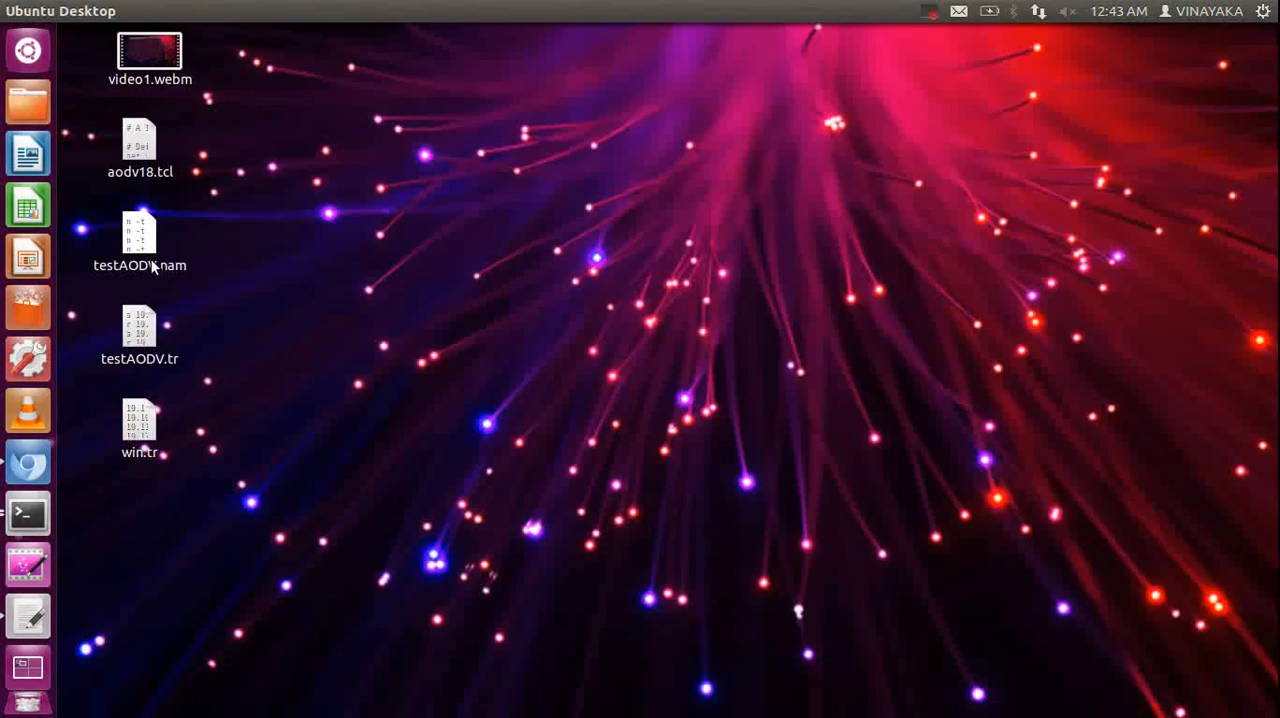 Ubuntu Desktop
12:43 AM
VINAYAKA
video1.webm
aodv18.tcl
testAODV.nam
testAODV.tr
win.tr